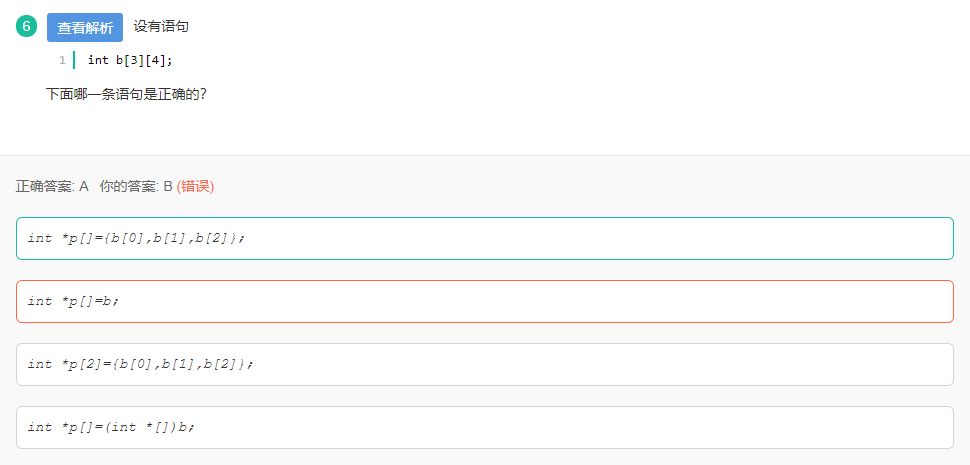 6 查看解析 设有语句
1 int b[3][4];
下面哪一条语句是正确的?
正确答案: A 你的答案: B (错误)
int *p[]={b[0],b[1],b[2]};
int *p[]=b;
int *p[2]={b[0],b[1],b[2]};
int *p[]=(int *[])b;